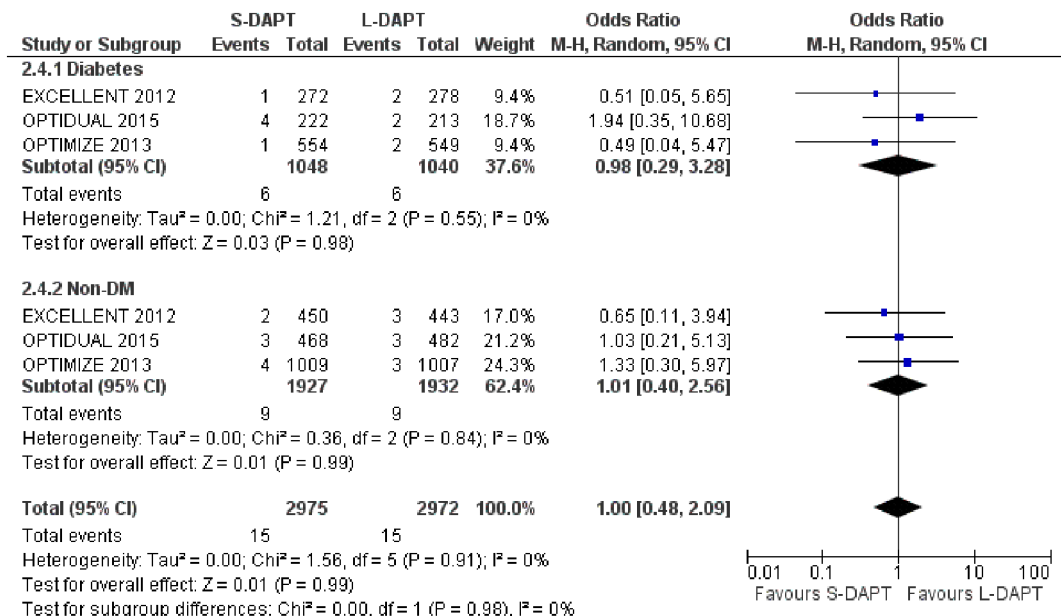 S-DAPT L-DAPT Odds Ratio Odds Ratio
Study or Subgroup Events Total Events Total Weight M-H, Random, 95% CI M-H, Random, 95% CI
2.4.1 Diabetes
EXCELLENT 2012 1 272 2 278 9.4% 0.51 [0.05, 5.65]
OPTIDUAL 2015 4 222 2 213 18.7% 1.94 [0.35, 10.68]
OPTIMIZE 2013 1 554 2 549 9.4% 0.49 [0.04, 5.47]
Subtotal (95% CI) 1048 1040 37.6% 0.98 [0.29, 3.28]
Total events 6 6
Heterogeneity: Tau² = 0.00; Chi² = 1.21, df = 2 (P = 0.55); I² = 0%
Test for overall effect: Z = 0.03 (P = 0.98)
2.4.2 Non-DM
EXCELLENT 2012 2 450 3 443 17.0% 0.65 [0.11, 3.94]
OPTIDUAL 2015 3 468 3 482 21.2% 1.03 [0.21, 5.13]
OPTIMIZE 2013 4 1009 3 1007 24.3% 1.33 [0.30, 5.97]
Subtotal (95% CI) 1927 1932 62.4% 1.01 [0.40, 2.56]
Total events 9 9
Heterogeneity: Tau² = 0.00; Chi² = 0.36, df = 2 (P = 0.84); I² = 0%
Test for overall effect: Z = 0.01 (P = 0.99)
Total (95% CI) 2975 2972 100.0% 1.00 [0.48, 2.09]
Total events 15 15
Heterogeneity: Tau² = 0.00; Chi² = 1.56, df = 5 (P = 0.91); I² = 0%
Test for overall effect: Z = 0.01 (P = 0.99)
Test for subgroup differences: Chi² = 0.00, df = 1 (P = 0.98), I² = 0%
0.01 0.1 1 10 100
Favours S-DAPT Favours L-DAPT